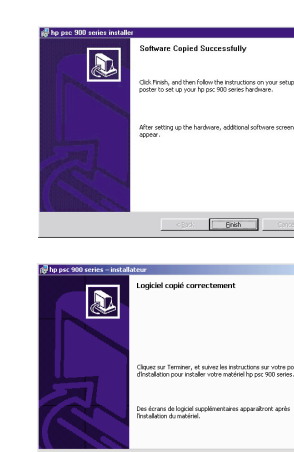 hp psc 900 series installer
Software Copied Successfully
Click Finish, and then follow the instructions on your setup
poster to set up your hp psc 900 series hardware.
After setting up the hardware, additional software screen
appear.
Finish
hp psc 900 series – installateur
Logiciel copié correctement
Cliquez sur Terminer, et suivez les instructions sur votre po
d'installation pour installer votre matériel hp psc 900 series.
Des écrans de logiciel supplémentaires apparaîtront après
l'installation du matériel.